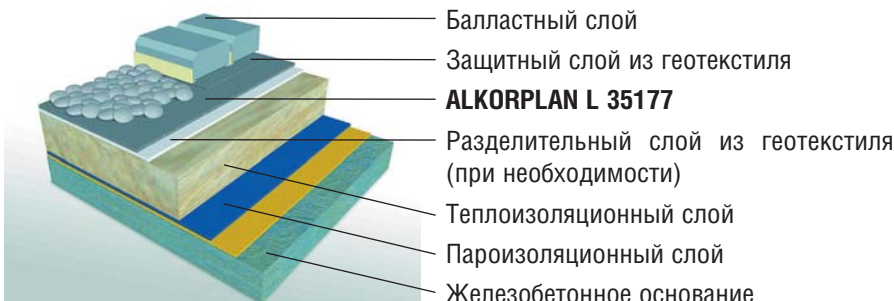 Балластный слой
Защитный слой из геотекстиля
ALKORPLAN L 35177
Разделительный слой из геотекстиля
(при необходимости)
Теплоизоляционный слой
Пароизоляционный слой
Железобетонное основание